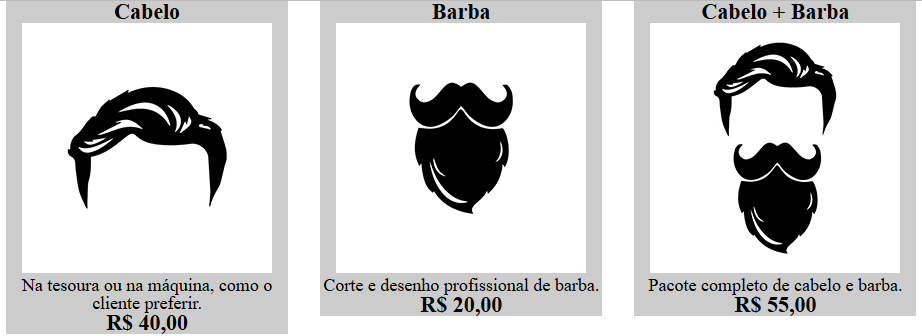 Cabelo
Na tesoura ou na máquina, como o
cliente preferir.
R$ 40,00
Barba
Corte e desenho profissional de barba.
R$ 20,00
Cabelo + Barba
Pacote completo de cabelo e barba.
R$ 55,00